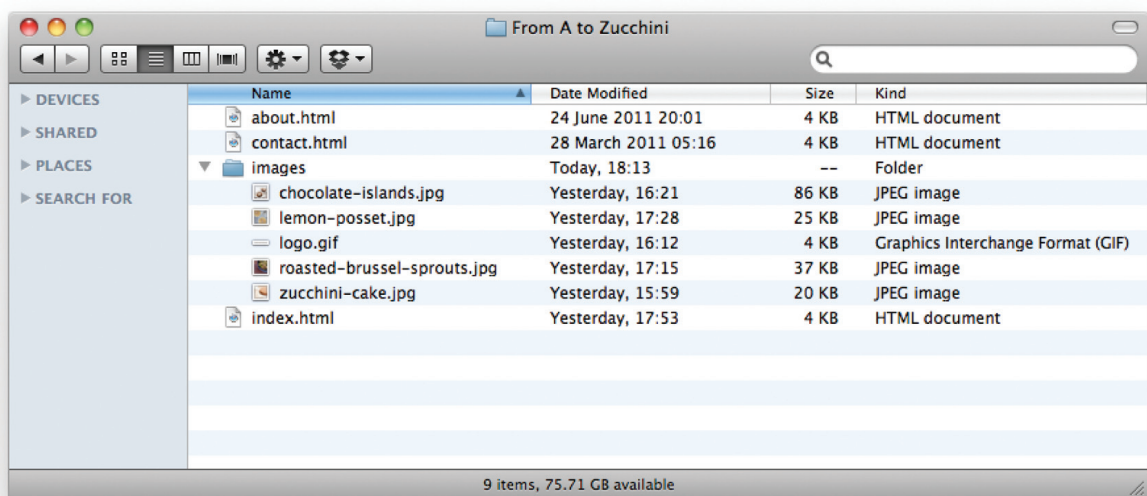 From A to Zucchini
Name Date Modified Size Kind
DEVICES
about.html 24 June 2011 20:01 4 KB HTML document
SHARED
contact.html 28 March 2011 05:16 4 KB HTML document
PLACES
images Today, 18:13 -- Folder
SEARCH FOR
chocolate-islands.jpg Yesterday, 16:21 86 KB JPEG image
lemon-posset.jpg Yesterday, 17:28 25 KB JPEG image
logo.gif Yesterday, 16:12 4 KB Graphics Interchange Format (GIF)
roasted-brussel-sprouts.jpg Yesterday, 17:15 37 KB JPEG image
zucchini-cake.jpg Yesterday, 15:59 20 KB JPEG image
index.html Yesterday, 17:53 4 KB HTML document
9 items, 75.71 GB available